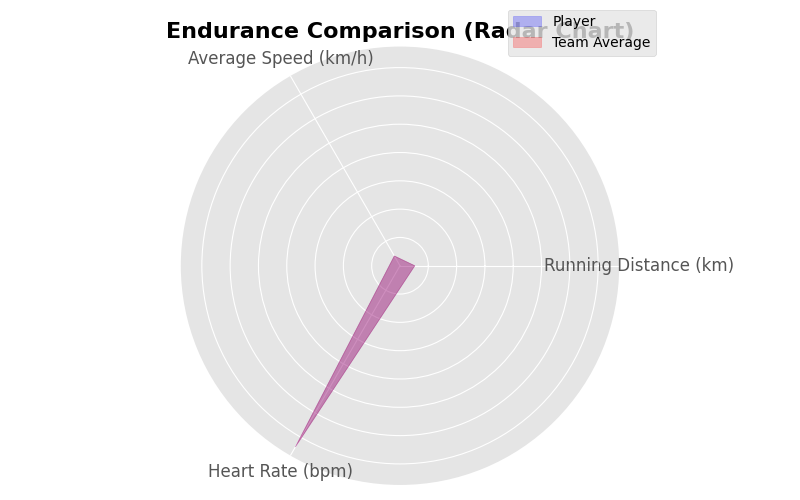 Endurance Comparison (Radar Chart)
Player
Team Average
Average Speed (km/h)
Running Distance (km)
Heart Rate (bpm)